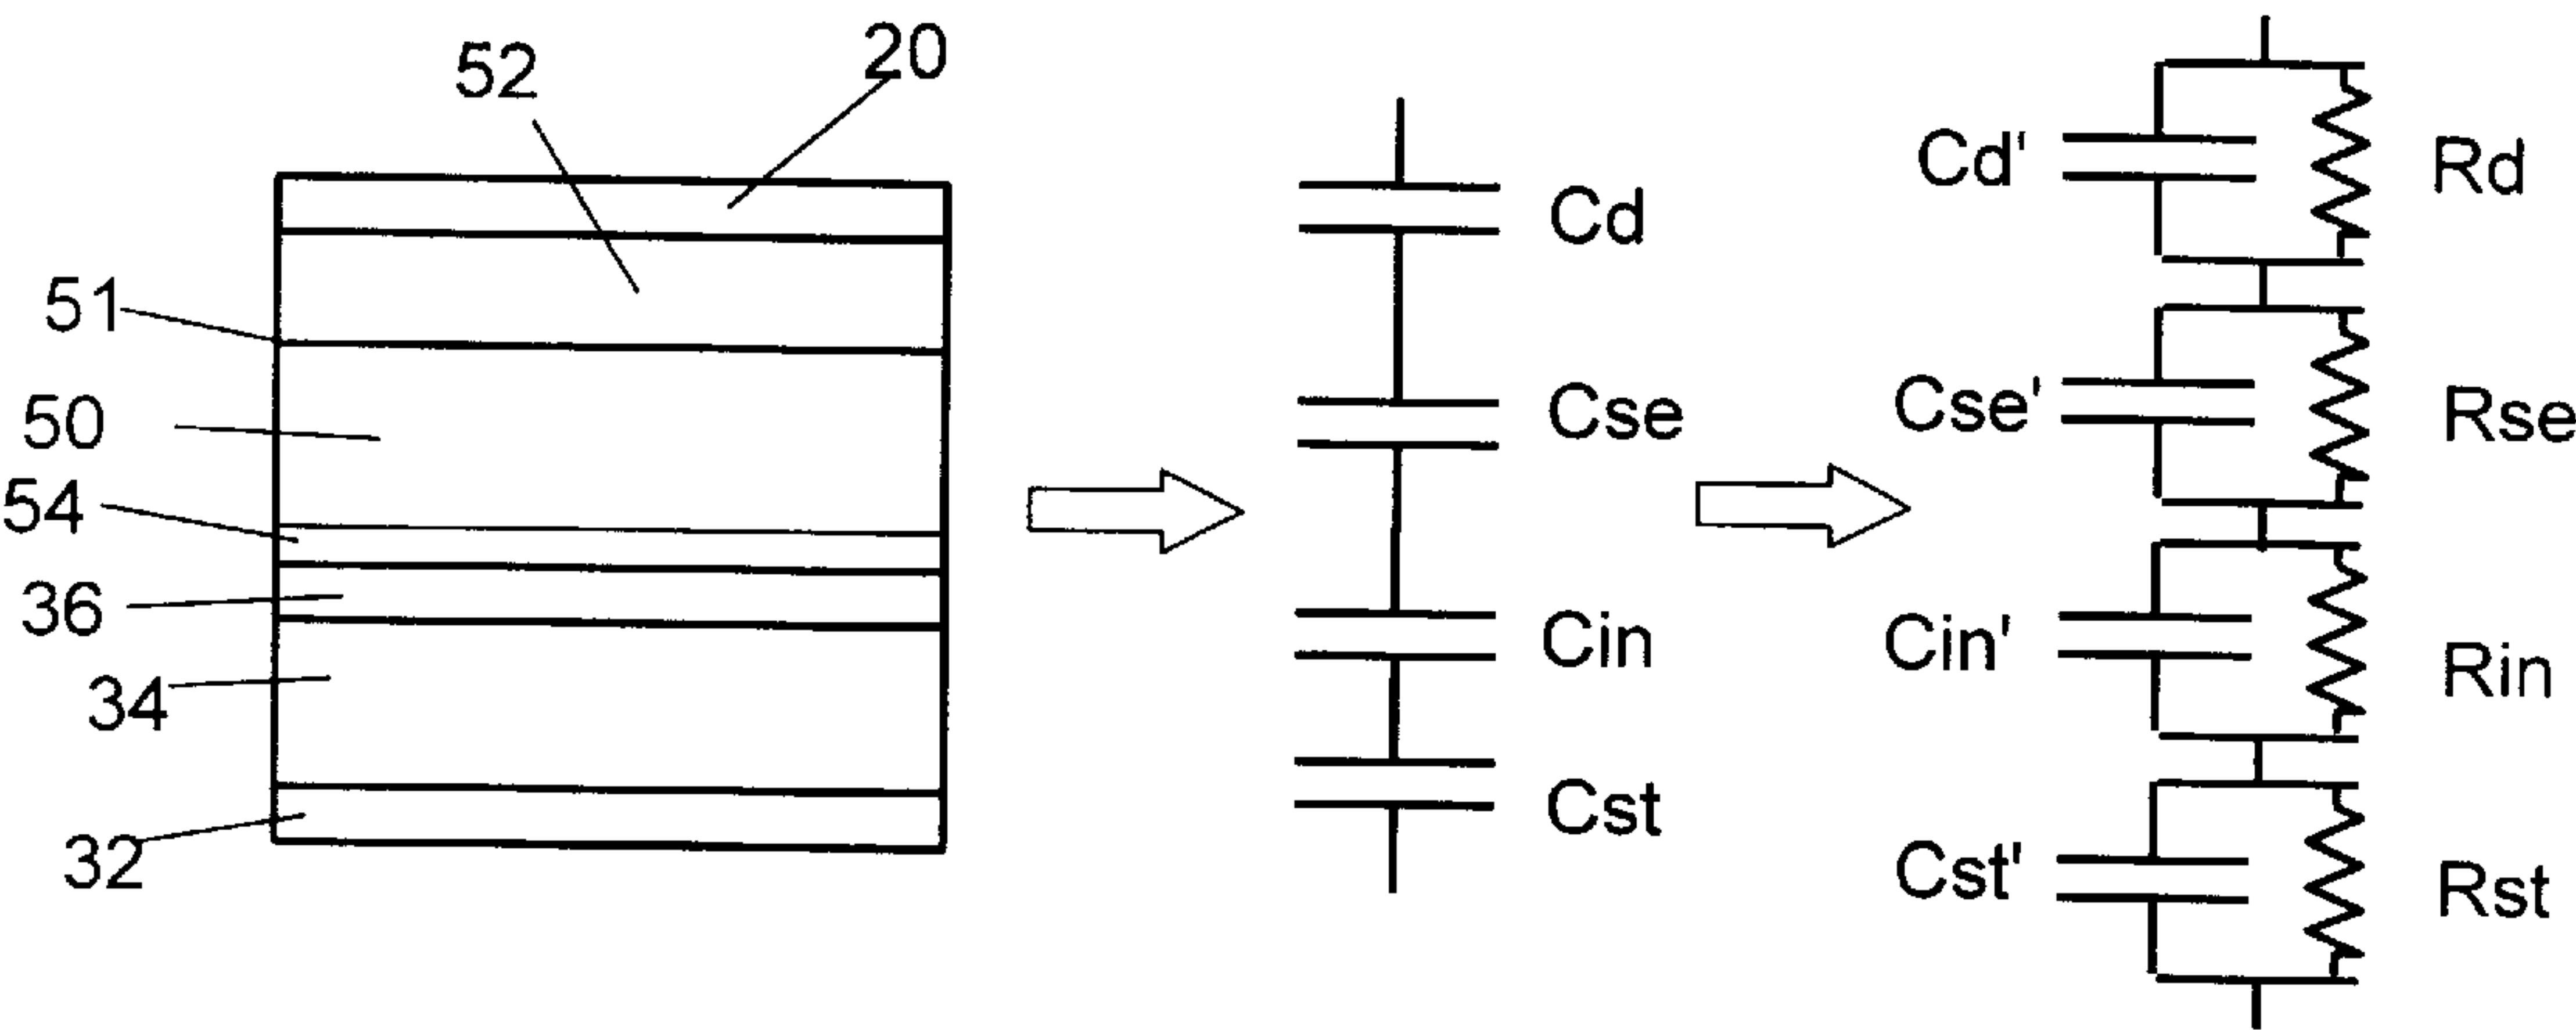 52
20
51
50
54
36
34
32
Cd
Cse
Cin
Cst
Cd'
Rd
Cse'
Rse
Cin'
Rin
Cst'
Rst